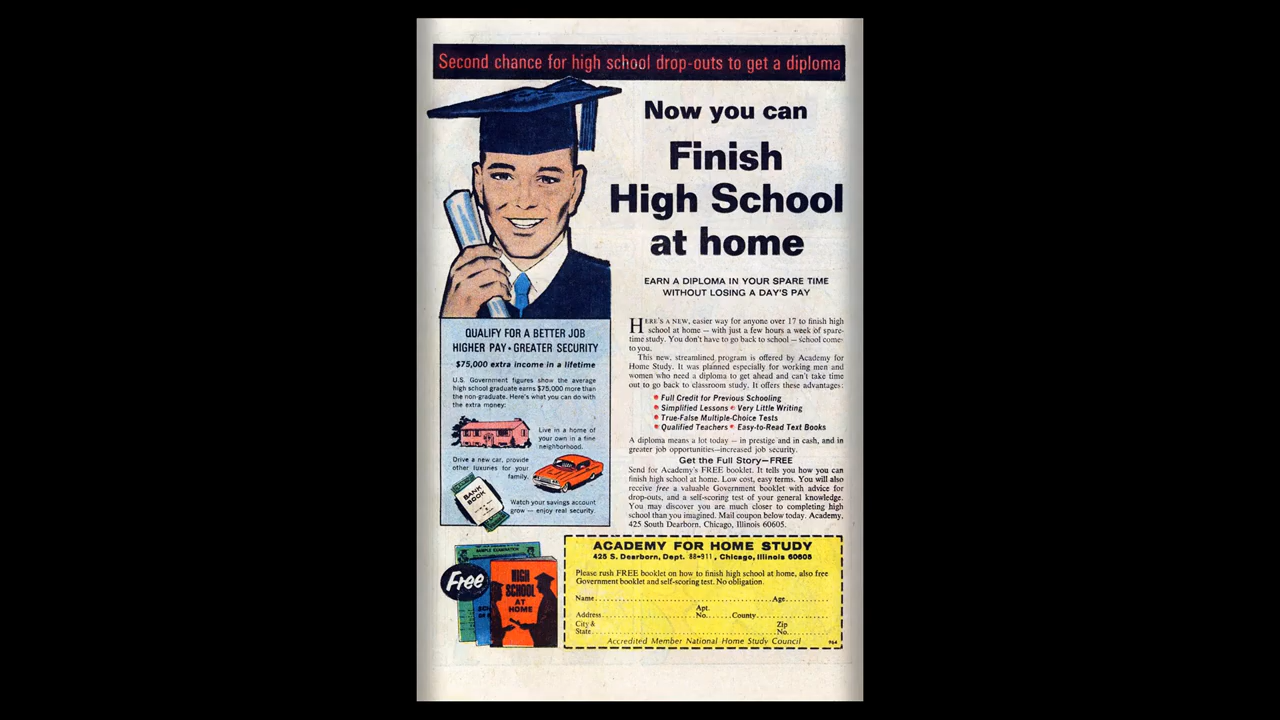 Second chance for high school drop-outs to get a diploma
Now you can
Finish
High School
at home
EARN A DIPLOMA IN YOUR SPARE TIME
WITHOUT LOSING A DAY'S PAY
HERE'S A NEW, easier way for anyone over 17 to finish high
school at home — with just a few hours a week of spare-
time study. You don't have to go back to school — school comes
to you.
This new, streamlined program is offered by Academy for
Home Study. It was planned especially for working men and
women who need a diploma to get ahead and can't take time
out to go back to classroom study. It offers these advantages:
• Full Credit for Previous Schooling
• Simplified Lessons • Very Little Writing
• True-False Multiple-Choice Tests
• Qualified Teachers • Easy-to-Read Text Books
A diploma means a lot today — in prestige and in cash, and in
greater job opportunities—increased job security.
Get the Full Story—FREE
Send for Academy's FREE booklet. It tells you how you can
finish high school at home. Low cost, easy terms. You will also
receive free a valuable Government booklet with advice for
drop-outs, and a self-scoring test of your general knowledge.
You may discover you are much closer to completing high
school than you imagined. Mail coupon below today. Academy,
425 South Dearborn, Chicago, Illinois 60605.
QUALIFY FOR A BETTER JOB
HIGHER PAY • GREATER SECURITY
$75,000 extra income in a lifetime
U.S. Government figures show the average
high school graduate earns $75,000 more than
the non-graduate. Here's what you can do with
the extra money:
Live in a home of
your own in a fine
neighborhood.
Drive a new car, provide
other luxuries for your
family.
BANK
BOOK
Watch your savings account
grow — enjoy real security.
SAMPLE EXAMINATION
Free
HIGH
SCHOOL
AT
HOME
ACADEMY FOR HOME STUDY
425 S. Dearborn, Dept. 88-911, Chicago, Illinois 60605
Please rush FREE booklet on how to finish high school at home, also free
Government booklet and self-scoring test. No obligation.
Name Age
Address Apt. No. County
City & State Zip No.
Accredited Member National Home Study Council
964